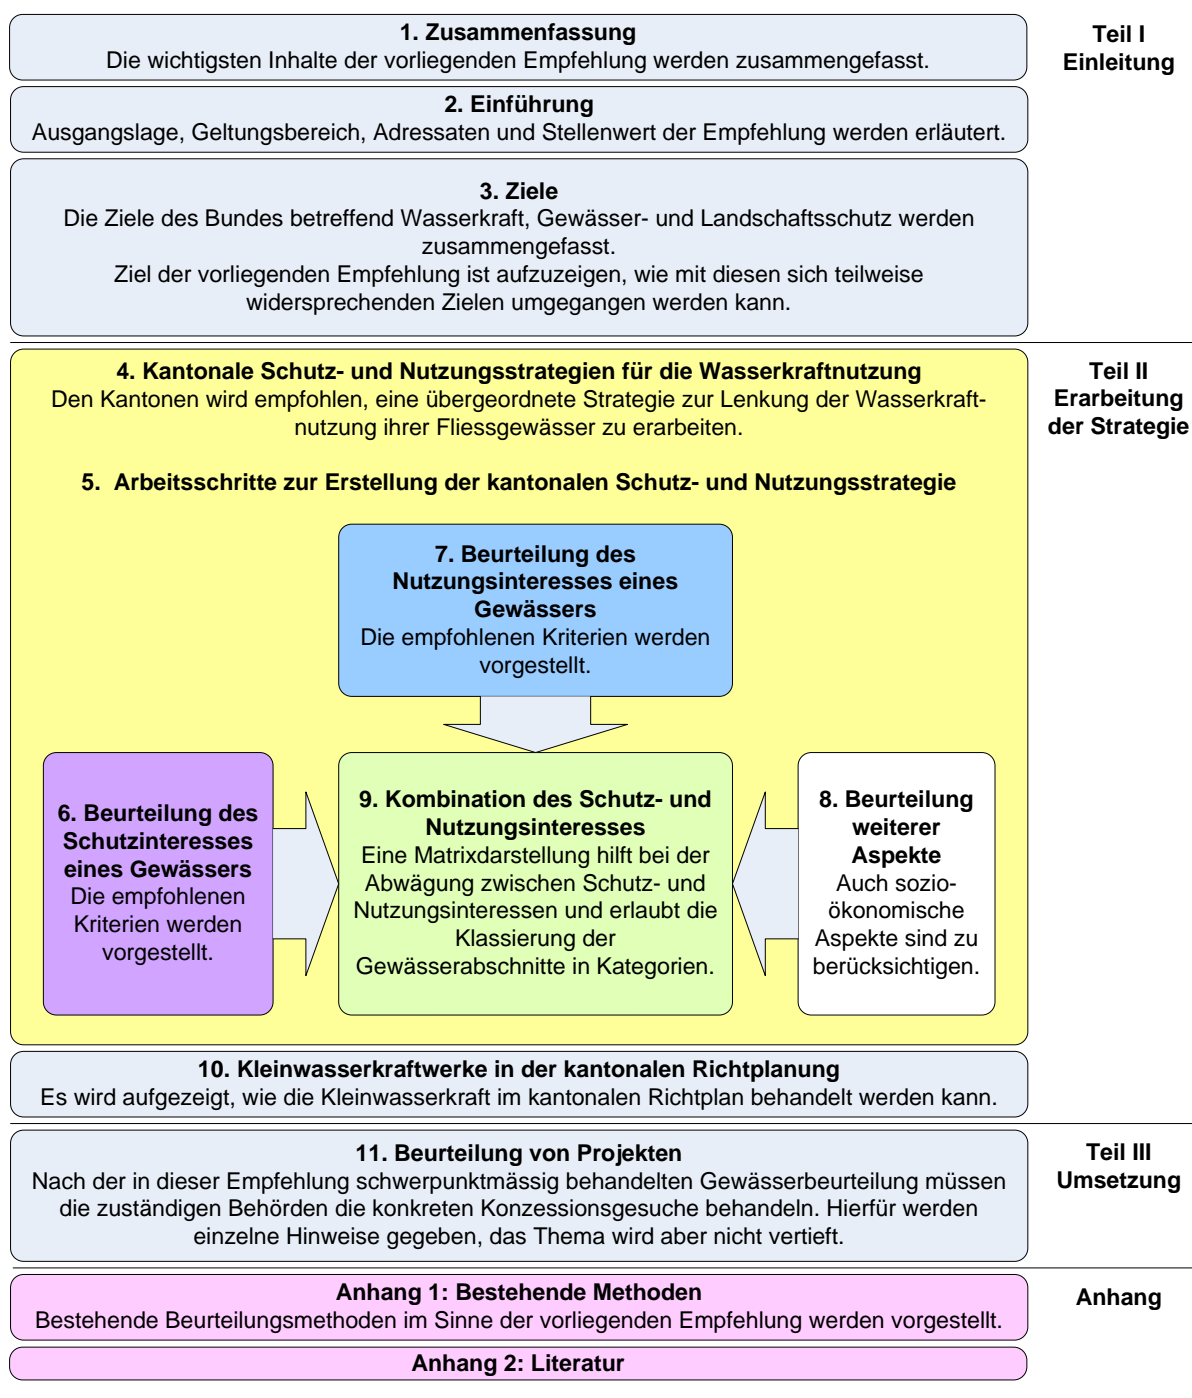 1. Zusammenfassung
Die wichtigsten Inhalte der vorliegenden Empfehlung werden zusammengefasst.
Teil I
Einleitung
2. Einführung
Ausgangslage, Geltungsbereich, Adressaten und Stellenwert der Empfehlung werden erläutert.
3. Ziele
Die Ziele des Bundes betreffend Wasserkraft, Gewässer- und Landschaftsschutz werden
zusammengefasst.
Ziel der vorliegenden Empfehlung ist aufzuzeigen, wie mit diesen sich teilweise
widersprechenden Zielen umgegangen werden kann.
4. Kantonale Schutz- und Nutzungsstrategien für die Wasserkraftnutzung
Den Kantonen wird empfohlen, eine übergeordnete Strategie zur Lenkung der Wasserkraft-
nutzung ihrer Fliessgewässer zu erarbeiten.
Teil II
Erarbeitung
der Strategie
5. Arbeitsschritte zur Erstellung der kantonalen Schutz- und Nutzungsstrategie
7. Beurteilung des
Nutzungsinteresses eines
Gewässers
Die empfohlenen Kriterien werden
vorgestellt.
6. Beurteilung des
Schutzinteresses
eines Gewässers
Die empfohlenen
Kriterien werden
vorgestellt.
9. Kombination des Schutz- und
Nutzungsinteresses
Eine Matrixdarstellung hilft bei der
Abwägung zwischen Schutz- und
Nutzungsinteressen und erlaubt die
Klassierung der
Gewässerabschnitte in Kategorien.
8. Beurteilung
weiterer
Aspekte
Auch sozio-
ökonomische
Aspekte sind zu
berücksichtigen.
10. Kleinwasserkraftwerke in der kantonalen Richtplanung
Es wird aufgezeigt, wie die Kleinwasserkraft im kantonalen Richtplan behandelt werden kann.
11. Beurteilung von Projekten
Nach der in dieser Empfehlung schwerpunktmässig behandelten Gewässerbeurteilung müssen
die zuständigen Behörden die konkreten Konzessionsgesuche behandeln. Hierfür werden
einzelne Hinweise gegeben, das Thema wird aber nicht vertieft.
Teil III
Umsetzung
Anhang 1: Bestehende Methoden
Bestehende Beurteilungsmethoden im Sinne der vorliegenden Empfehlung werden vorgestellt.
Anhang
Anhang 2: Literatur